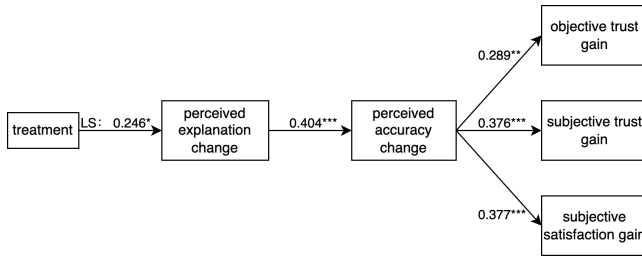 objective trust
gain
0.289**
treatment
LS: 0.246*
perceived
explanation
change
0.404***
perceived
accuracy
change
0.376***
subjective trust
gain
0.377***
subjective
satisfaction gain